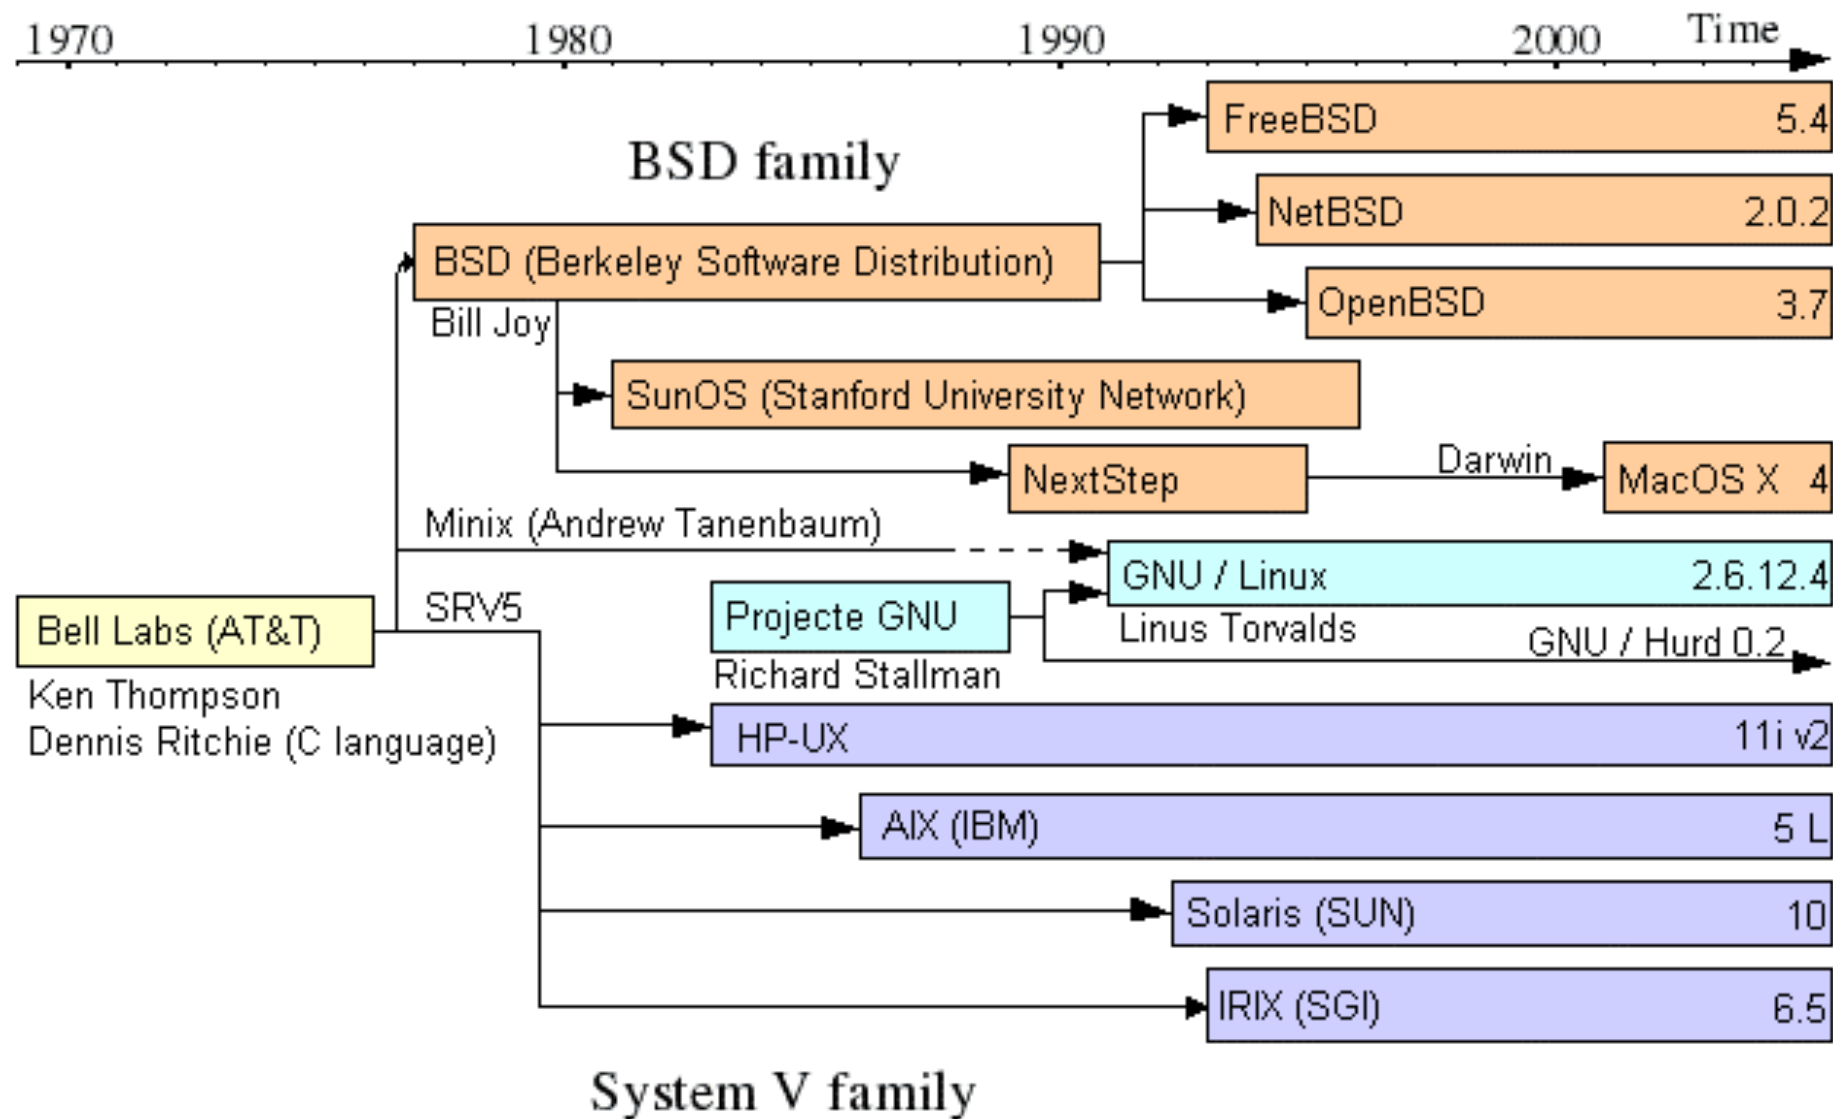 1970 1980 1990 2000 Time
FreeBSD 5.4
BSD family
NetBSD 2.0.2
BSD (Berkeley Software Distribution)
OpenBSD 3.7
Bill Joy
SunOS (Stanford University Network)
NextStep Darwin MacOS X 4
Minix (Andrew Tanenbaum)
GNU / Linux 2.6.12.4
SRV5
Projecte GNU
Bell Labs (AT&T)
Linus Torvalds
GNU / Hurd 0.2
Richard Stallman
Ken Thompson
Dennis Ritchie (C language)
HP-UX 11i v2
AIX (IBM) 5 L
Solaris (SUN) 10
IRIX (SGI) 6.5
System V family